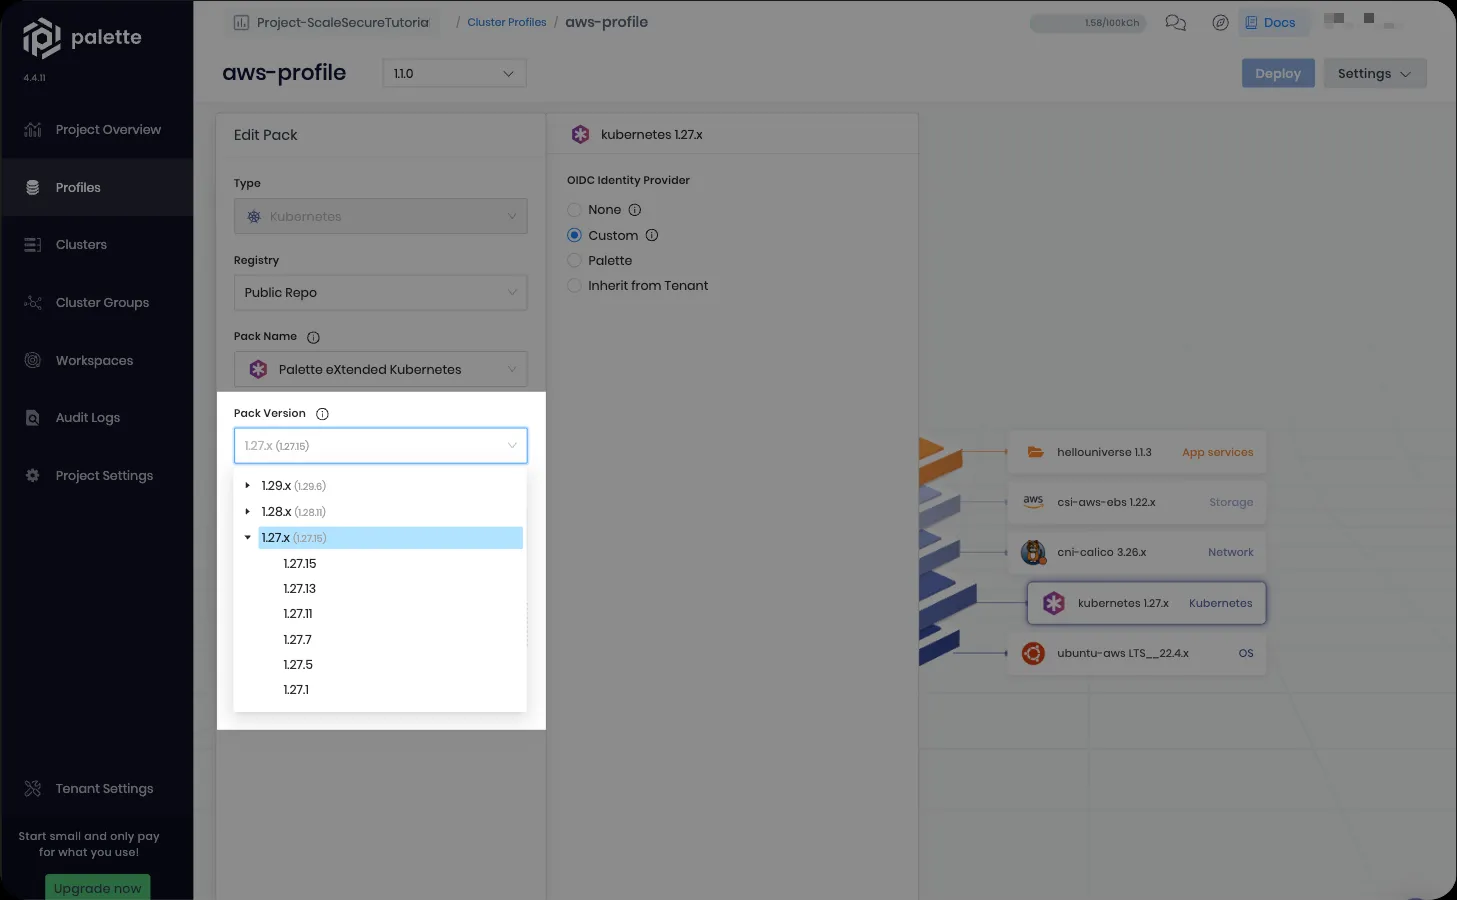 palette
4.4.11
Project Overview
Profiles
Clusters
Cluster Groups
Workspaces
Audit Logs
Project Settings
Tenant Settings
Start small and only pay
for what you use!
Upgrade now
Project-ScaleSecureTutorial / Cluster Profiles / aws-profile
1.58/100kCh
Docs
aws-profile
1.1.0
Deploy
Settings
Edit Pack
Type
Kubernetes
Registry
Public Repo
Pack Name
Palette eXtended Kubernetes
Pack Version
1.27.x (1.27.15)
1.29.x (1.29.6)
1.28.x (1.28.11)
1.27.x (1.27.15)
1.27.15
1.27.13
1.27.11
1.27.7
1.27.5
1.27.1
kubernetes 1.27.x
OIDC Identity Provider
None
Custom
Palette
Inherit from Tenant
hellouniverse 1.1.3 App services
aws
csi-aws-ebs 1.22.x Storage
cni-calico 3.26.x Network
kubernetes 1.27.x Kubernetes
ubuntu-aws LTS__22.4.x OS